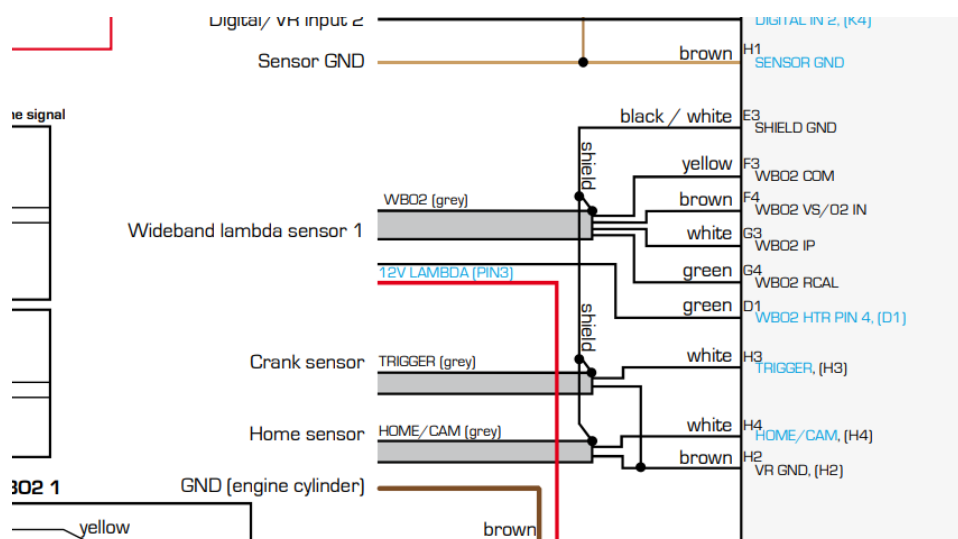 Digital/ VR Input 2
DIGITAL IN 2, (K4)
Sensor GND
brown
H1
SENSOR GND
ne signal
black / white
E3
SHIELD GND
shield
yellow
F3
WBO2 COM
WBO2 (grey)
brown
F4
WBO2 VS/O2 IN
Wideband lambda sensor 1
white
G3
WBO2 IP
12V LAMBDA (PIN3)
green
G4
WBO2 RCAL
green
D1
WBO2 HTR PIN 4, (D1)
shield
Crank sensor
TRIGGER (grey)
white
H3
TRIGGER, (H3)
Home sensor
HOME/CAM (grey)
white
H4
HOME/CAM, (H4)
brown
H2
VR GND, (H2)
BO2 1
GND (engine cylinder)
yellow
brown